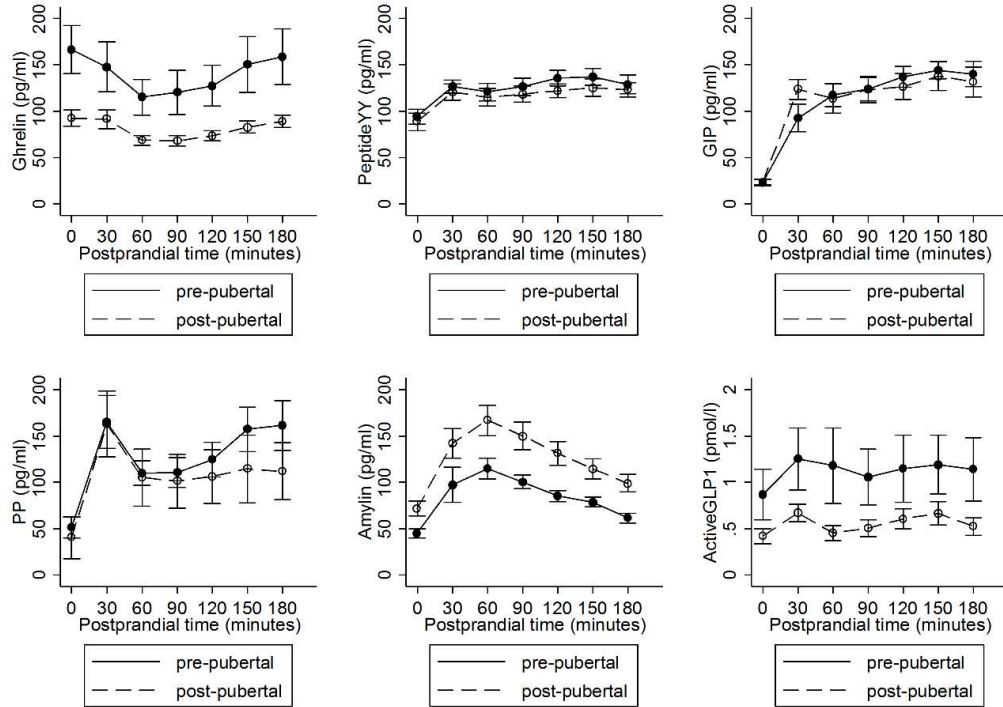 Ghrelin (pg/ml)
0 50 100 150 200
0 30 60 90 120 150 180
Postprandial time (minutes)
pre-pubertal
post-pubertal
PeptideYY (pg/ml)
0 50 100 150 200
0 30 60 90 120 150 180
Postprandial time (minutes)
pre-pubertal
post-pubertal
GIP (pg/ml)
0 50 100 150 200
0 30 60 90 120 150 180
Postprandial time (minutes)
pre-pubertal
post-pubertal
PP (pg/ml)
0 50 100 150 200
0 30 60 90 120 150 180
Postprandial time (minutes)
pre-pubertal
post-pubertal
Amylin (pg/ml)
0 50 100 150 200
0 30 60 90 120 150 180
Postprandial time (minutes)
pre-pubertal
post-pubertal
ActiveGLP1 (pmol/l)
0 .5 1 1.5 2
0 30 60 90 120 150 180
Postprandial time (minutes)
pre-pubertal
post-pubertal